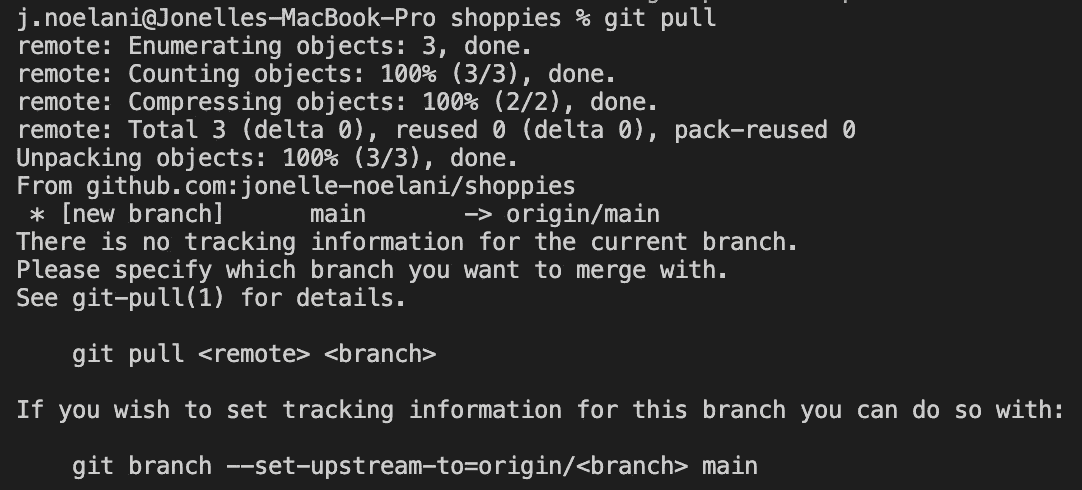 j.noelani@Jonelles-MacBook-Pro shoppies % git pull
remote: Enumerating objects: 3, done.
remote: Counting objects: 100% (3/3), done.
remote: Compressing objects: 100% (2/2), done.
remote: Total 3 (delta 0), reused 0 (delta 0), pack-reused 0
Unpacking objects: 100% (3/3), done.
From github.com:jonelle-noelani/shoppies
 * [new branch]      main       -> origin/main
There is no tracking information for the current branch.
Please specify which branch you want to merge with.
See git-pull(1) for details.

    git pull <remote> <branch>

If you wish to set tracking information for this branch you can do so with:

    git branch --set-upstream-to=origin/<branch> main